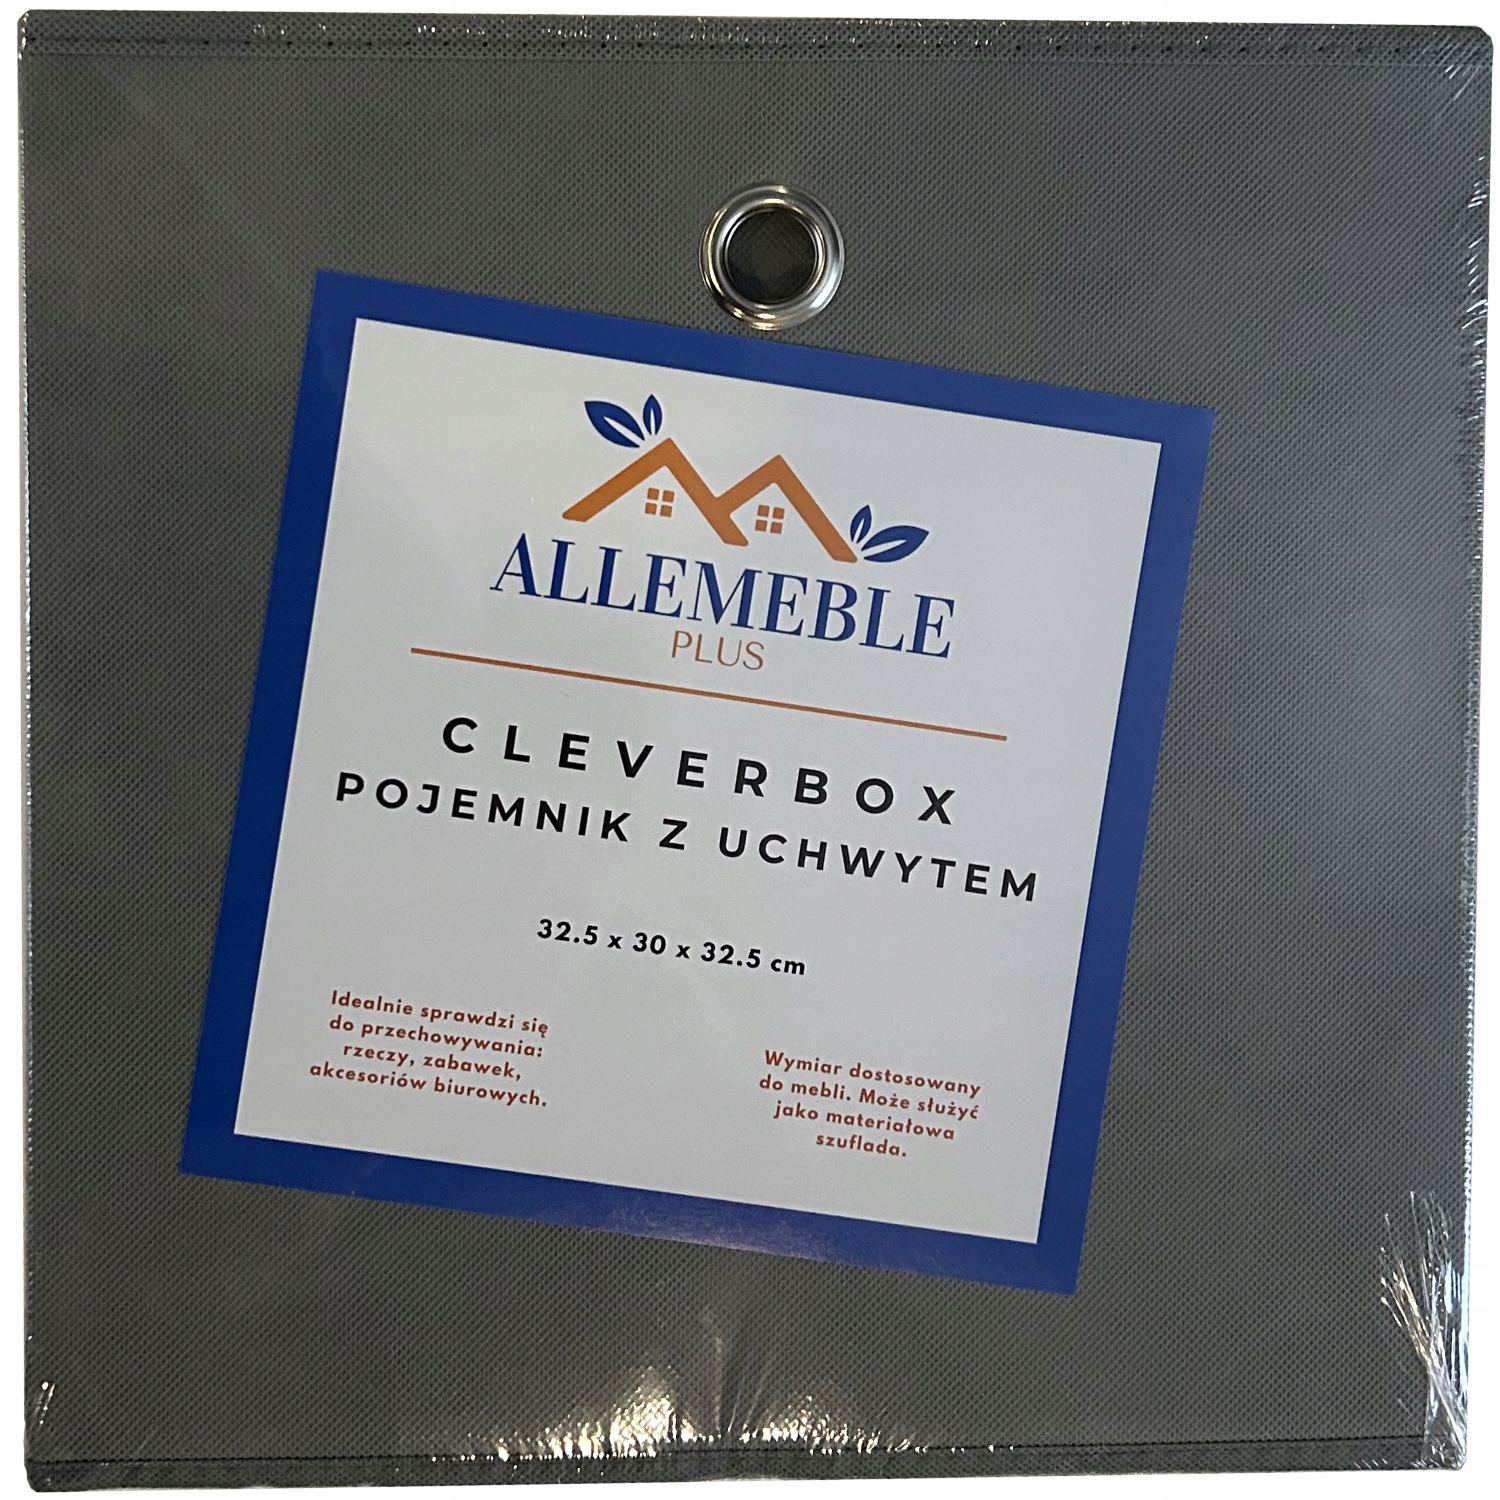 ALLEMEBLE
PLUS
CLEVERBOX
POJEMNIK Z UCHWYTEM
32.5 x 30 x 32.5 cm
Idealnie sprawdzi się
do przechowywania:
rzeczy, zabawek,
akcesoriów biurowych.
Wymiar dostosowany
do mebli. Może służyć
jako materiałowa
szuflada.